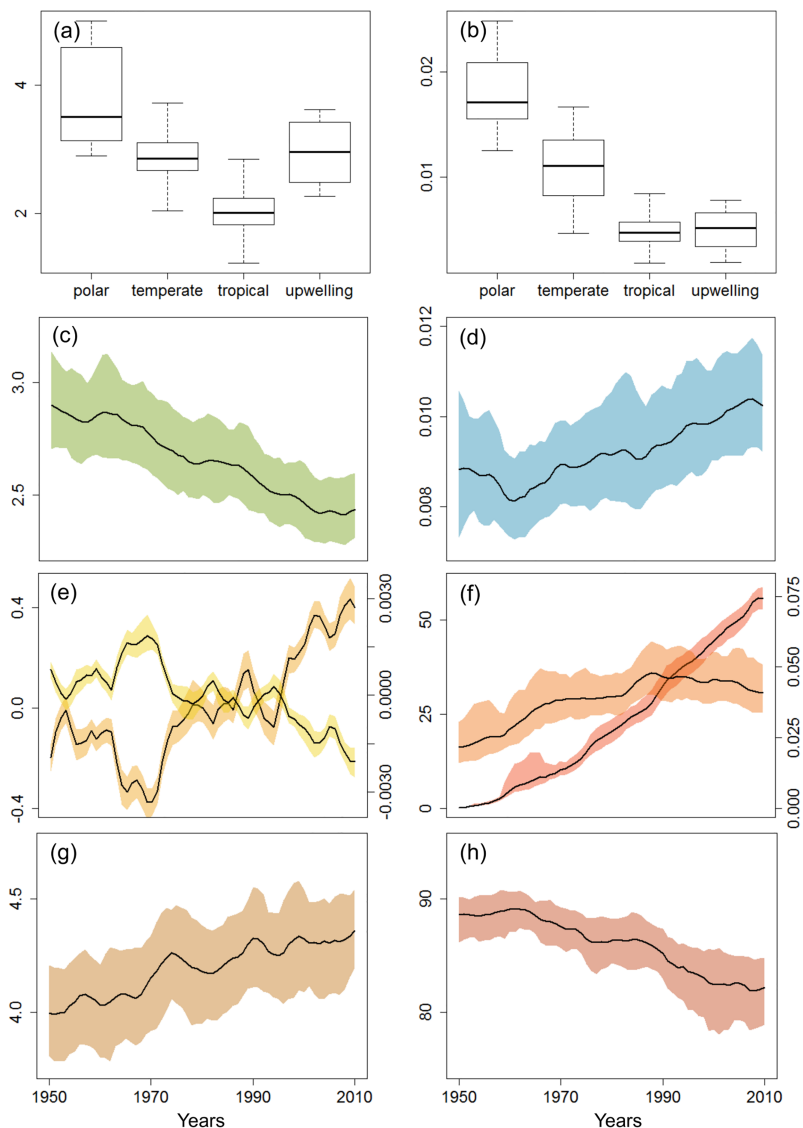 (a)
4
2
polar temperate tropical upwelling
(b)
0.02
0.01
polar temperate tropical upwelling
(c)
3.0
2.5
(d)
0.012
0.010
0.008
(e)
0.4
0.0
-0.4
0.0030
0.0000
-0.0030
(f)
50
25
0
0.075
0.050
0.025
0.000
(g)
4.5
4.0
1950 1970 1990 2010
Years
(h)
90
80
1950 1970 1990 2010
Years